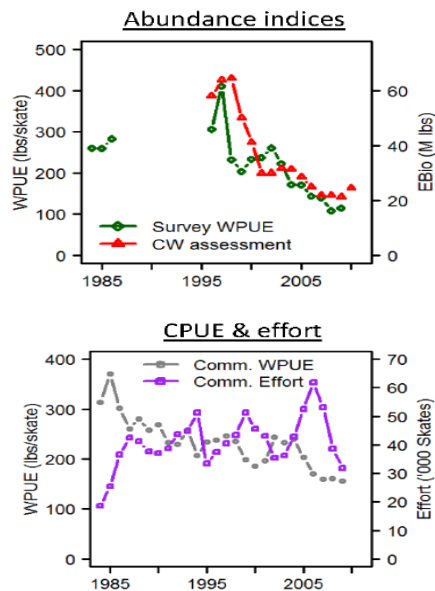 Abundance indices
500
400
300
200
100
0
WPUE (lbs/skate)
60
40
20
0
EBio (M lbs)
Survey WPUE
CW assessment
1985 1995 2005
CPUE & effort
400
300
200
100
0
WPUE (lbs/skate)
70
60
50
40
30
20
10
0
Effort ('000 Skates)
Comm. WPUE
Comm. Effort
1985 1995 2005